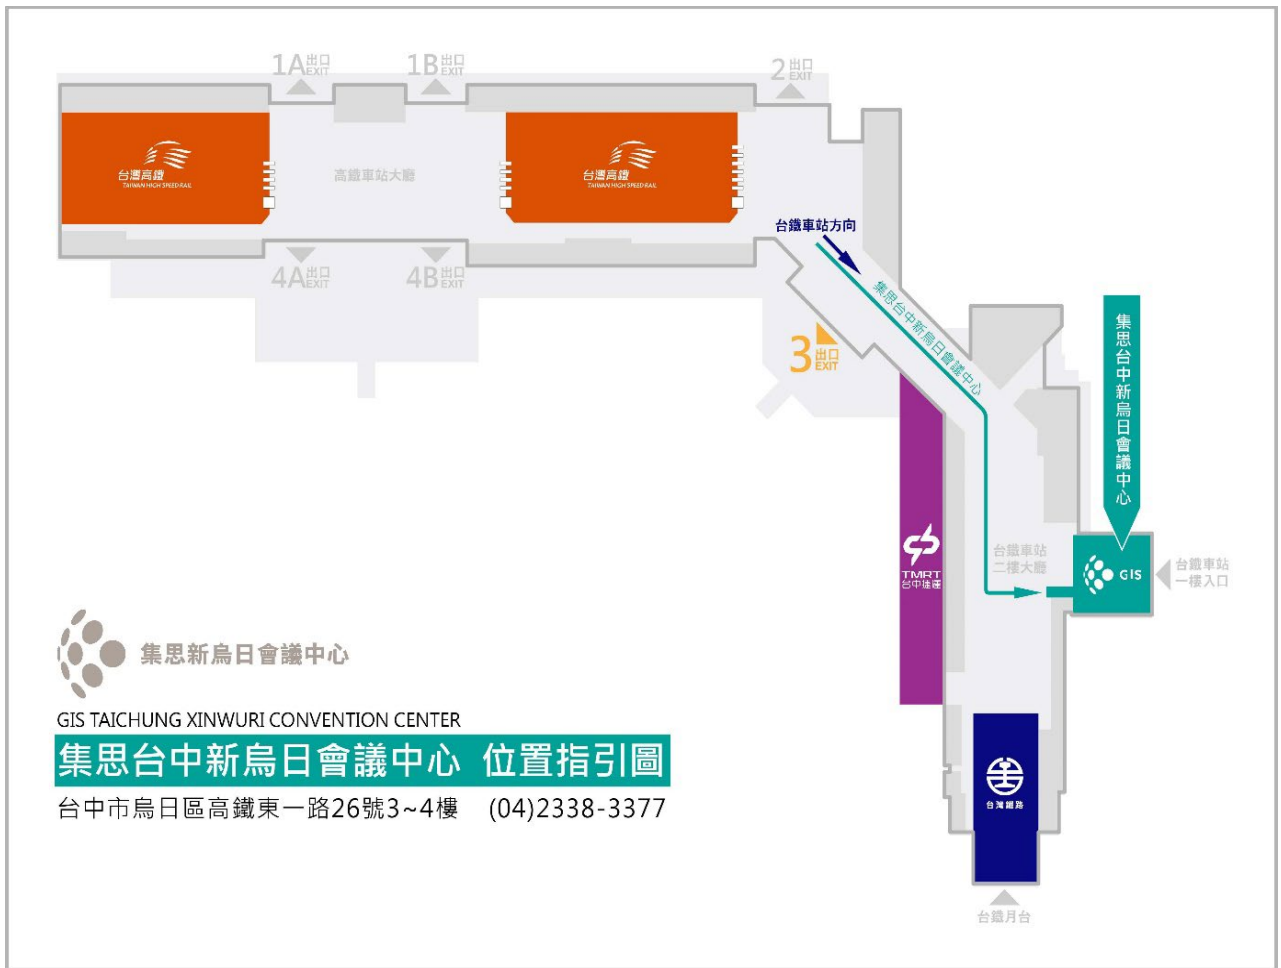 1A出口
EXIT
1B出口
EXIT
2出口
EXIT
台灣高鐵
TAIWAN HIGH SPEED RAIL
高鐵車站大廳
台灣高鐵
TAIWAN HIGH SPEED RAIL
台鐵車站方向
4A出口
EXIT
4B出口
EXIT
集思台中新烏日會議中心
3出口
EXIT
集思台中新烏日會議中心
TMRT
台中捷運
台鐵車站
二樓大廳
GIS
台鐵車站
一樓入口
集思新烏日會議中心
GIS TAICHUNG XINWURI CONVENTION CENTER
集思台中新烏日會議中心 位置指引圖
台中市烏日區高鐵東一路26號3~4樓 (04)2338-3377
台灣鐵路
台鐵月台